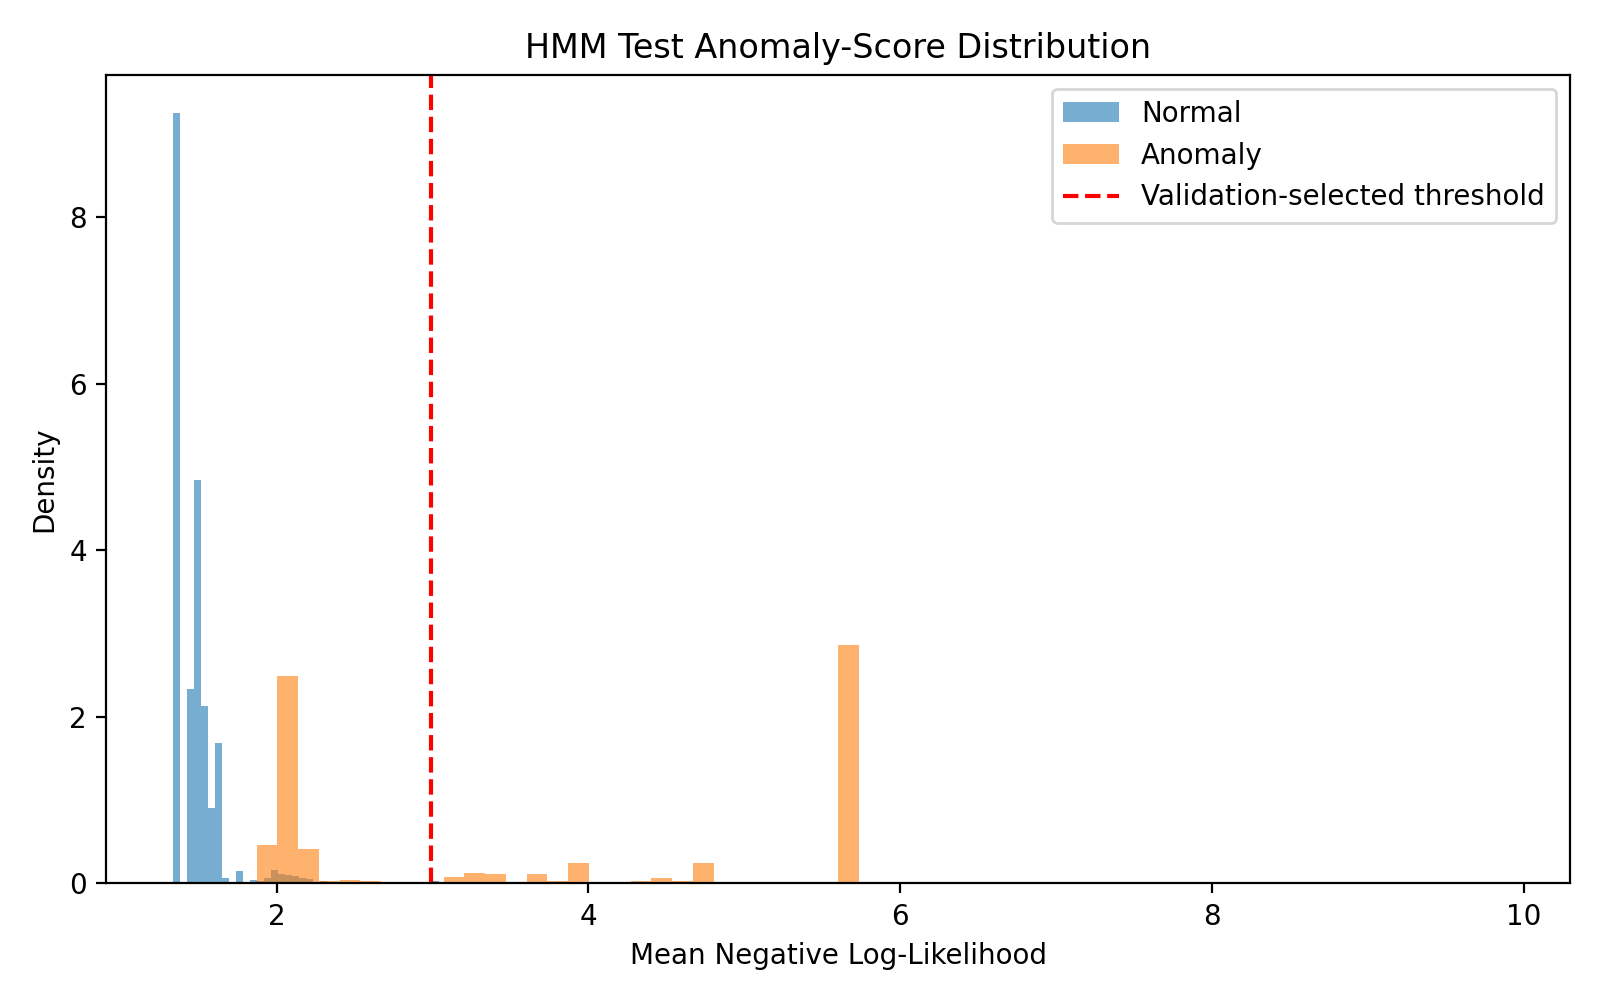 HMM Test Anomaly-Score Distribution
Normal
Anomaly
Validation-selected threshold
Density
8
6
4
2
0
2 4 6 8 10
Mean Negative Log-Likelihood